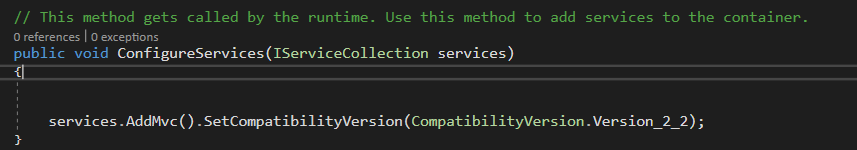 // This method gets called by the runtime. Use this method to add services to the container.
0 references | 0 exceptions
public void ConfigureServices(IServiceCollection services)
{
services.AddMvc().SetCompatibilityVersion(CompatibilityVersion.Version_2_2);
}